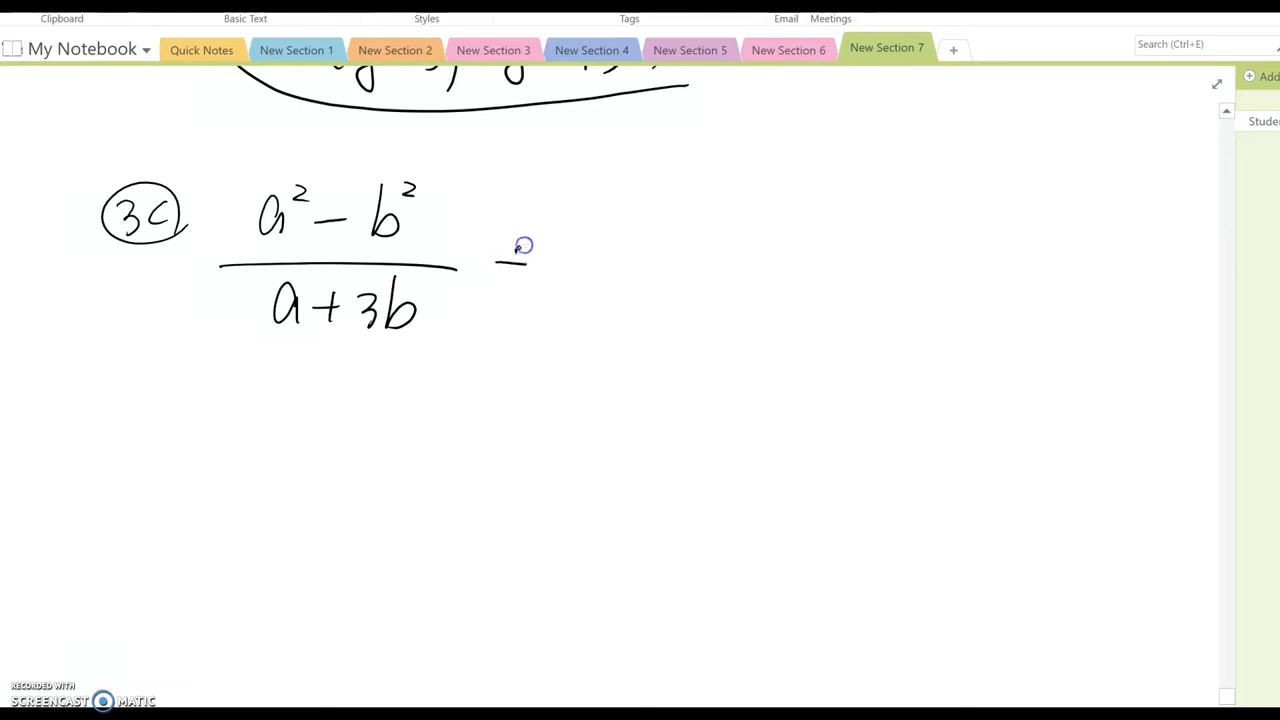 Clipboard Basic Text Styles Tags Email Meetings
My Notebook Quick Notes New Section 1 New Section 2 New Section 3 New Section 4 New Section 5 New Section 6 New Section 7 + Search (Ctrl+E)
Add
Studen
3c a² - b²
a + 3b
RECORDED WITH
SCREENCAST MATIC